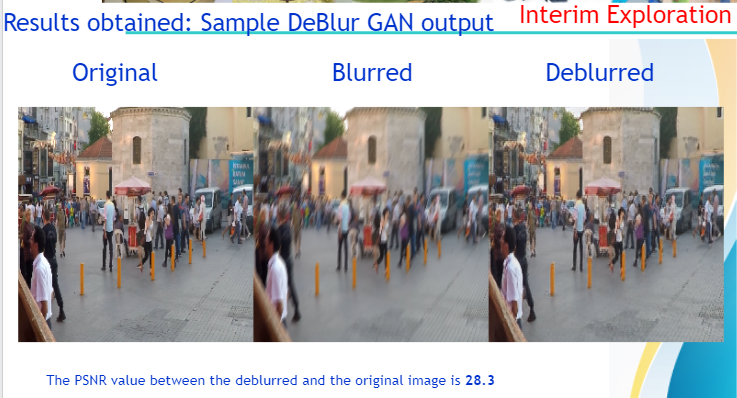 Results obtained: Sample DeBlur GAN output
Interim Exploration
Original
Blurred
Deblurred
The PSNR value between the deblurred and the original image is 28.3